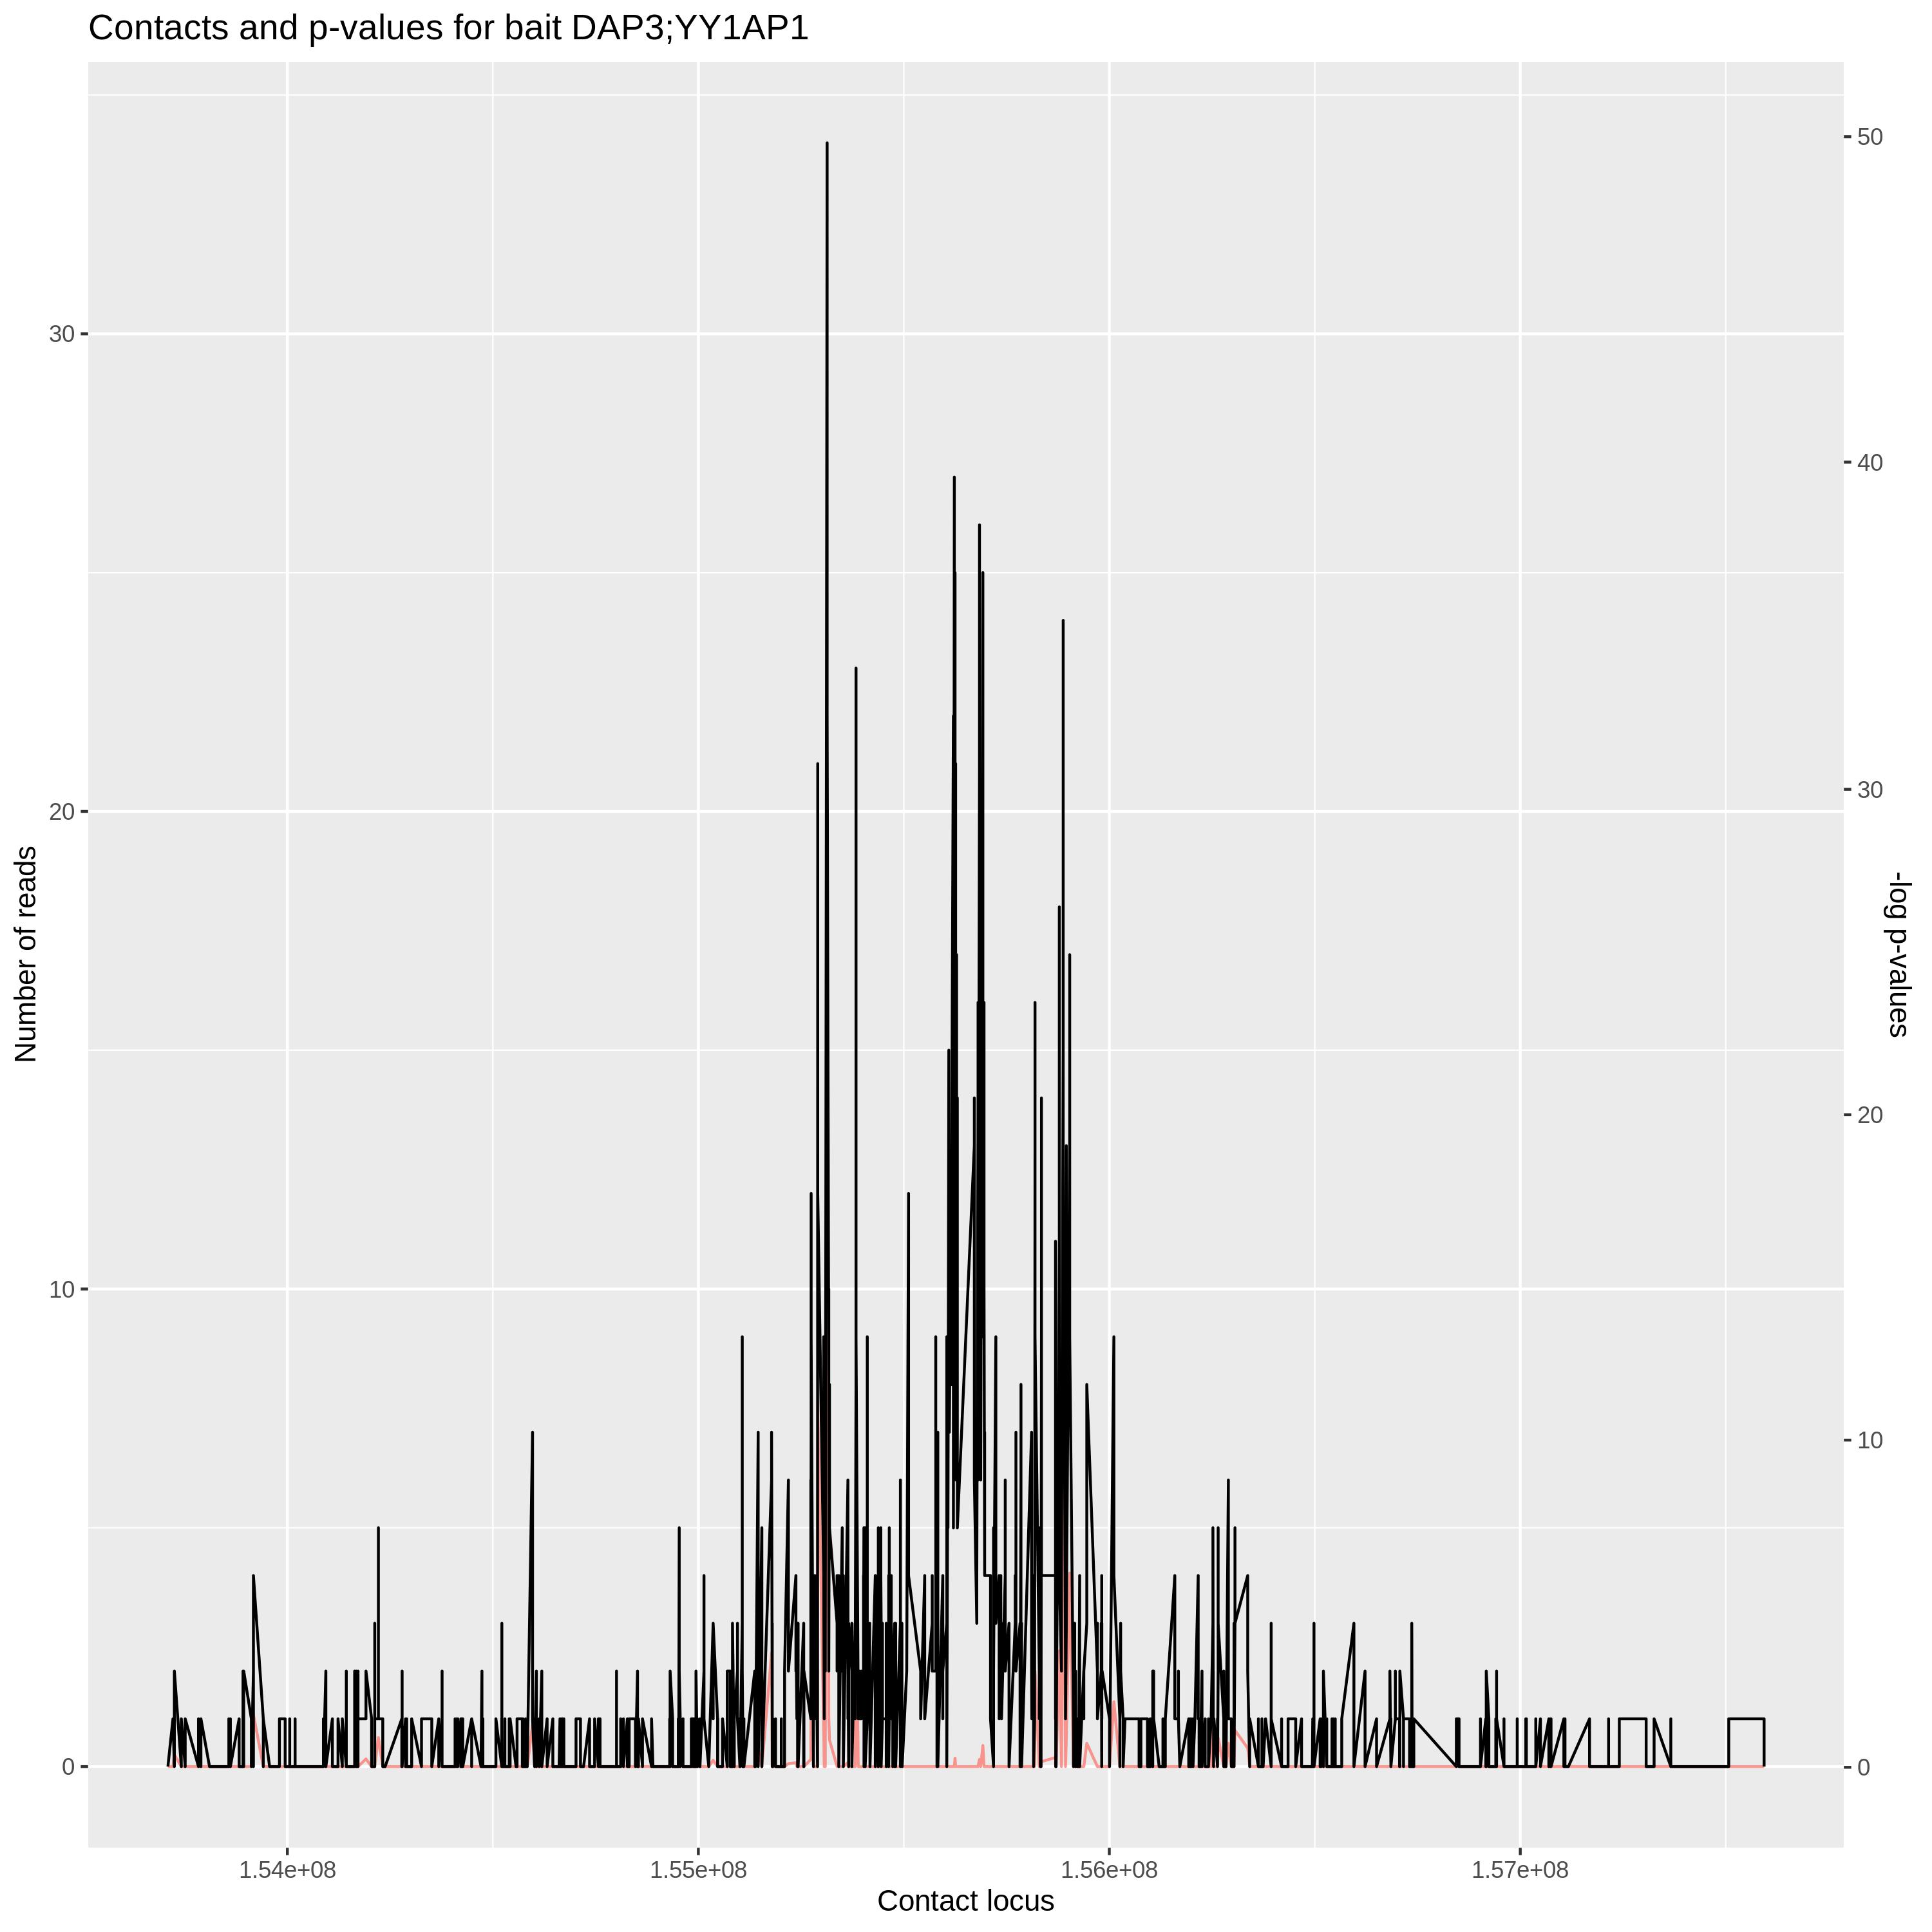 Contacts and p-values for bait DAP3;YY1AP1
30
20
10
0
50
40
30
20
10
0
Number of reads
-log p-values
1.54e+08 1.55e+08 1.56e+08 1.57e+08
Contact locus